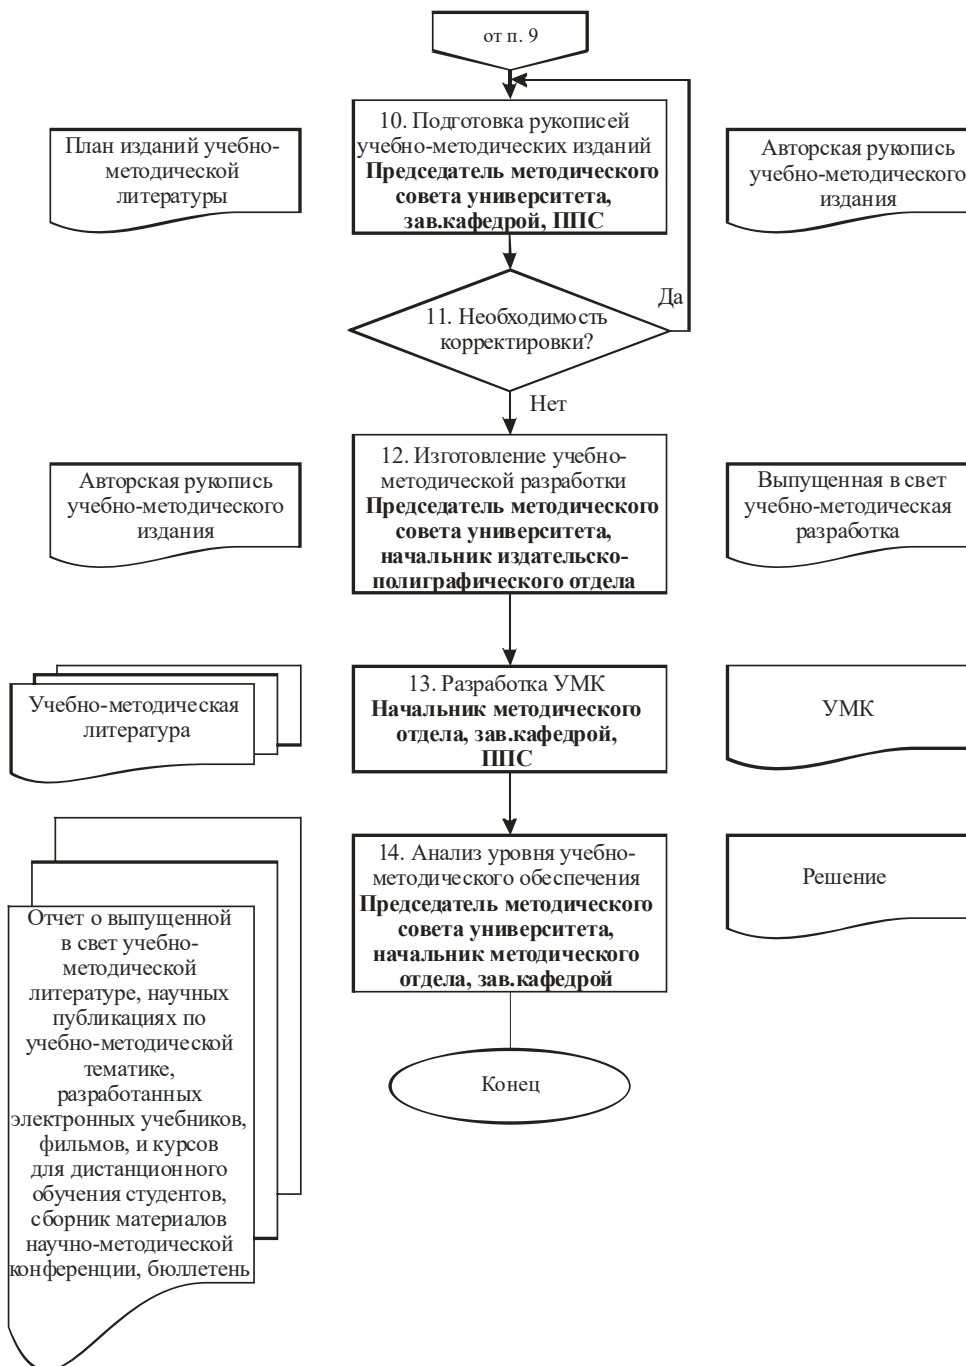 от п. 9
План изданий учебно-
методической
литературы
10. Подготовка рукописей
учебно-методических изданий
Председатель методического
совета университета,
зав.кафедрой, ППС
Авторская рукопись
учебно-методического
издания
11. Необходимость
корректировки?
Да
Нет
Авторская рукопись
учебно-методического
издания
12. Изготовление учебно-
методической разработки
Председатель методического
совета университета,
начальник издательско-
полиграфического отдела
Выпущенная в свет
учебно-методическая
разработка
Учебно-методическая
литература
13. Разработка УМК
Начальник методического
отдела, зав.кафедрой,
ППС
УМК
Отчет о выпущенной
в свет учебно-
методической
литературе, научных
публикациях по
учебно-методической
тематике,
разработанных
электронных учебников,
фильмов, и курсов
для дистанционного
обучения студентов,
сборник материалов
научно-методической
конференции, бюллетень
14. Анализ уровня учебно-
методического обеспечения
Председатель методического
совета университета,
начальник методического
отдела, зав.кафедрой
Решение
Конец